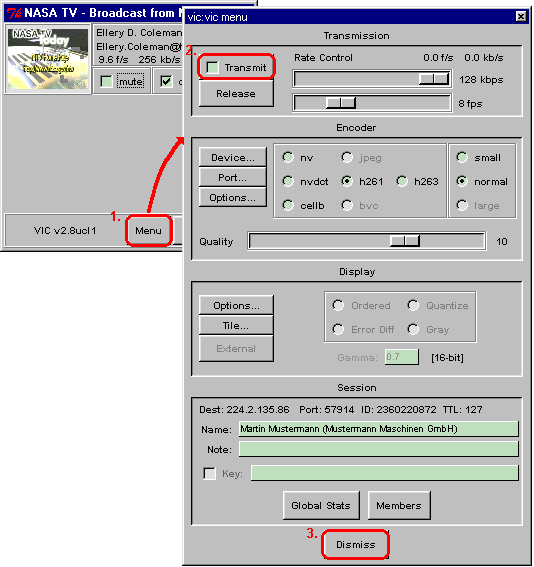 NASA TV - Broadcast from N
NASA TV
today
Ellery D. Coleman
Ellery.Coleman@
9.6 f/s 256 kb/s
mute
1.
VIC v2.8ucl1
Menu
vic:vic menu
Transmission
2.
Transmit
Release
Rate Control 0.0 f/s 0.0 kb/s
128 kbps
8 fps
Encoder
Device...
Port...
Options...
nv jpeg small
nvdct h261 h263 normal
cellb bvc large
Quality 10
Display
Options...
Tile...
External
Ordered Quantize
Error Diff Gray
Gamma: 0.7 [16-bit]
Session
Dest: 224.2.135.86 Port: 57914 ID: 2360220872 TTL: 127
Name: Martin Mustermann (Mustermann Maschinen GmbH)
Note:
Key:
Global Stats Members
3.
Dismiss